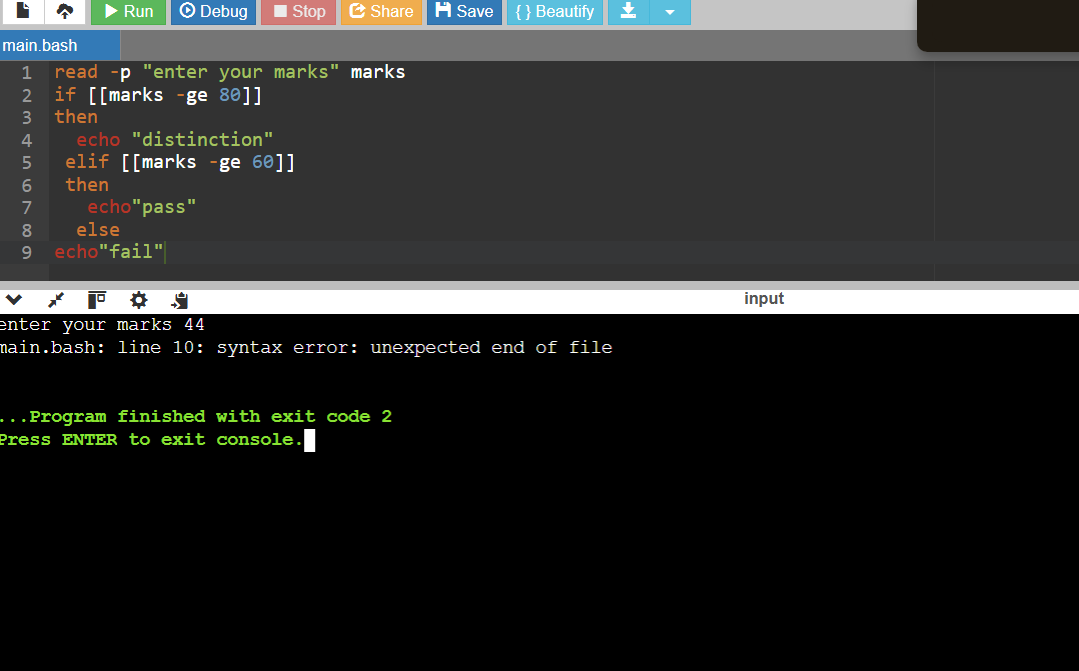 Run Debug Stop Share Save { } Beautify
main.bash
1 read -p "enter your marks" marks
2 if [[marks -ge 80]]
3 then
4   echo "distinction"
5  elif [[marks -ge 60]]
6  then
7    echo"pass"
8   else
9 echo"fail"
input
enter your marks 44
main.bash: line 10: syntax error: unexpected end of file
...Program finished with exit code 2
Press ENTER to exit console.